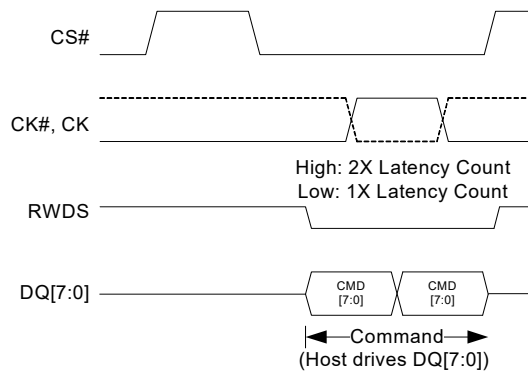 CS#
CK#, CK
High: 2X Latency Count
Low: 1X Latency Count
RWDS
DQ[7:0]
CMD
[7:0]
CMD
[7:0]
Command
(Host drives DQ[7:0])